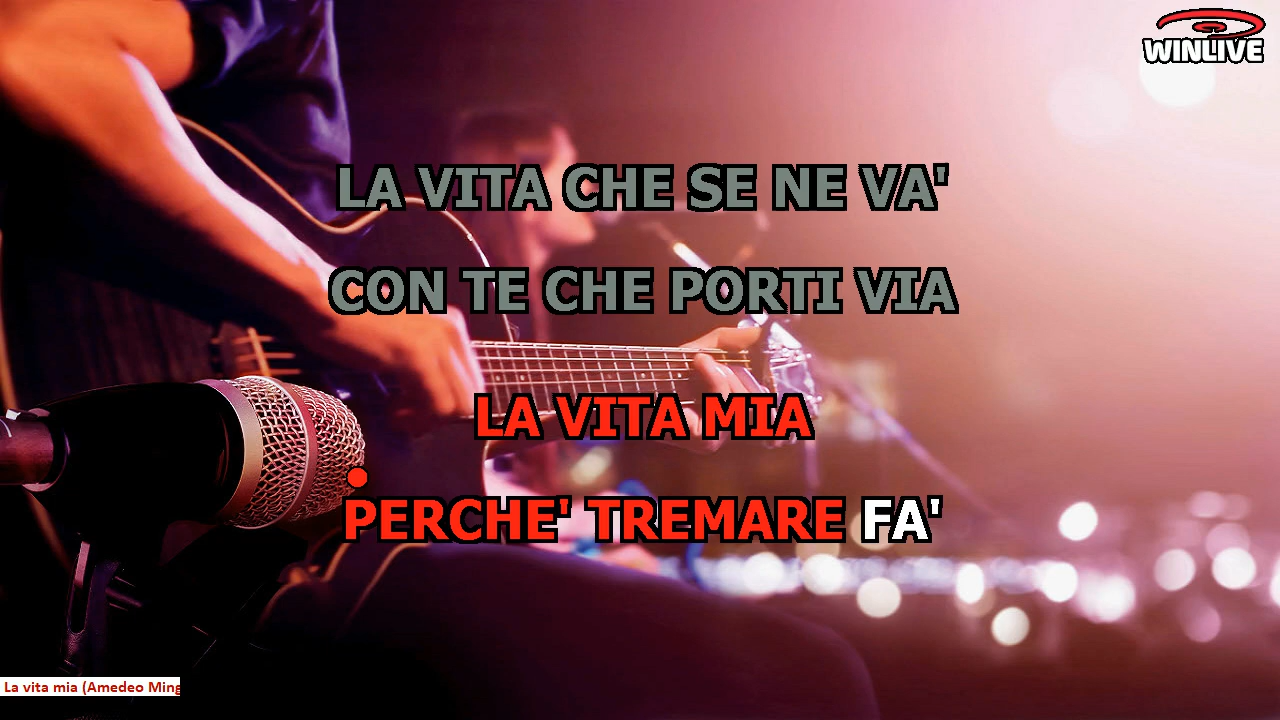 WINLIVE
LA VITA CHE SE NE VA'
CON TE CHE PORTI VIA
LA VITA MIA
PERCHE' TREMARE FA'
La vita mia (Amedeo Ming